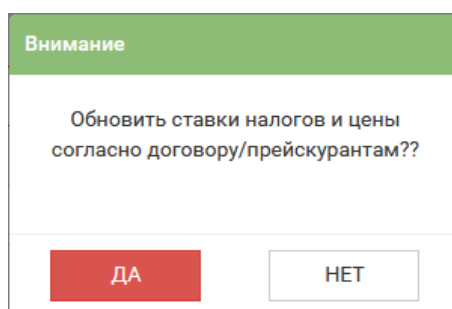 Внимание
Обновить ставки налогов и цены
согласно договору/прейскурантам??
ДА
НЕТ